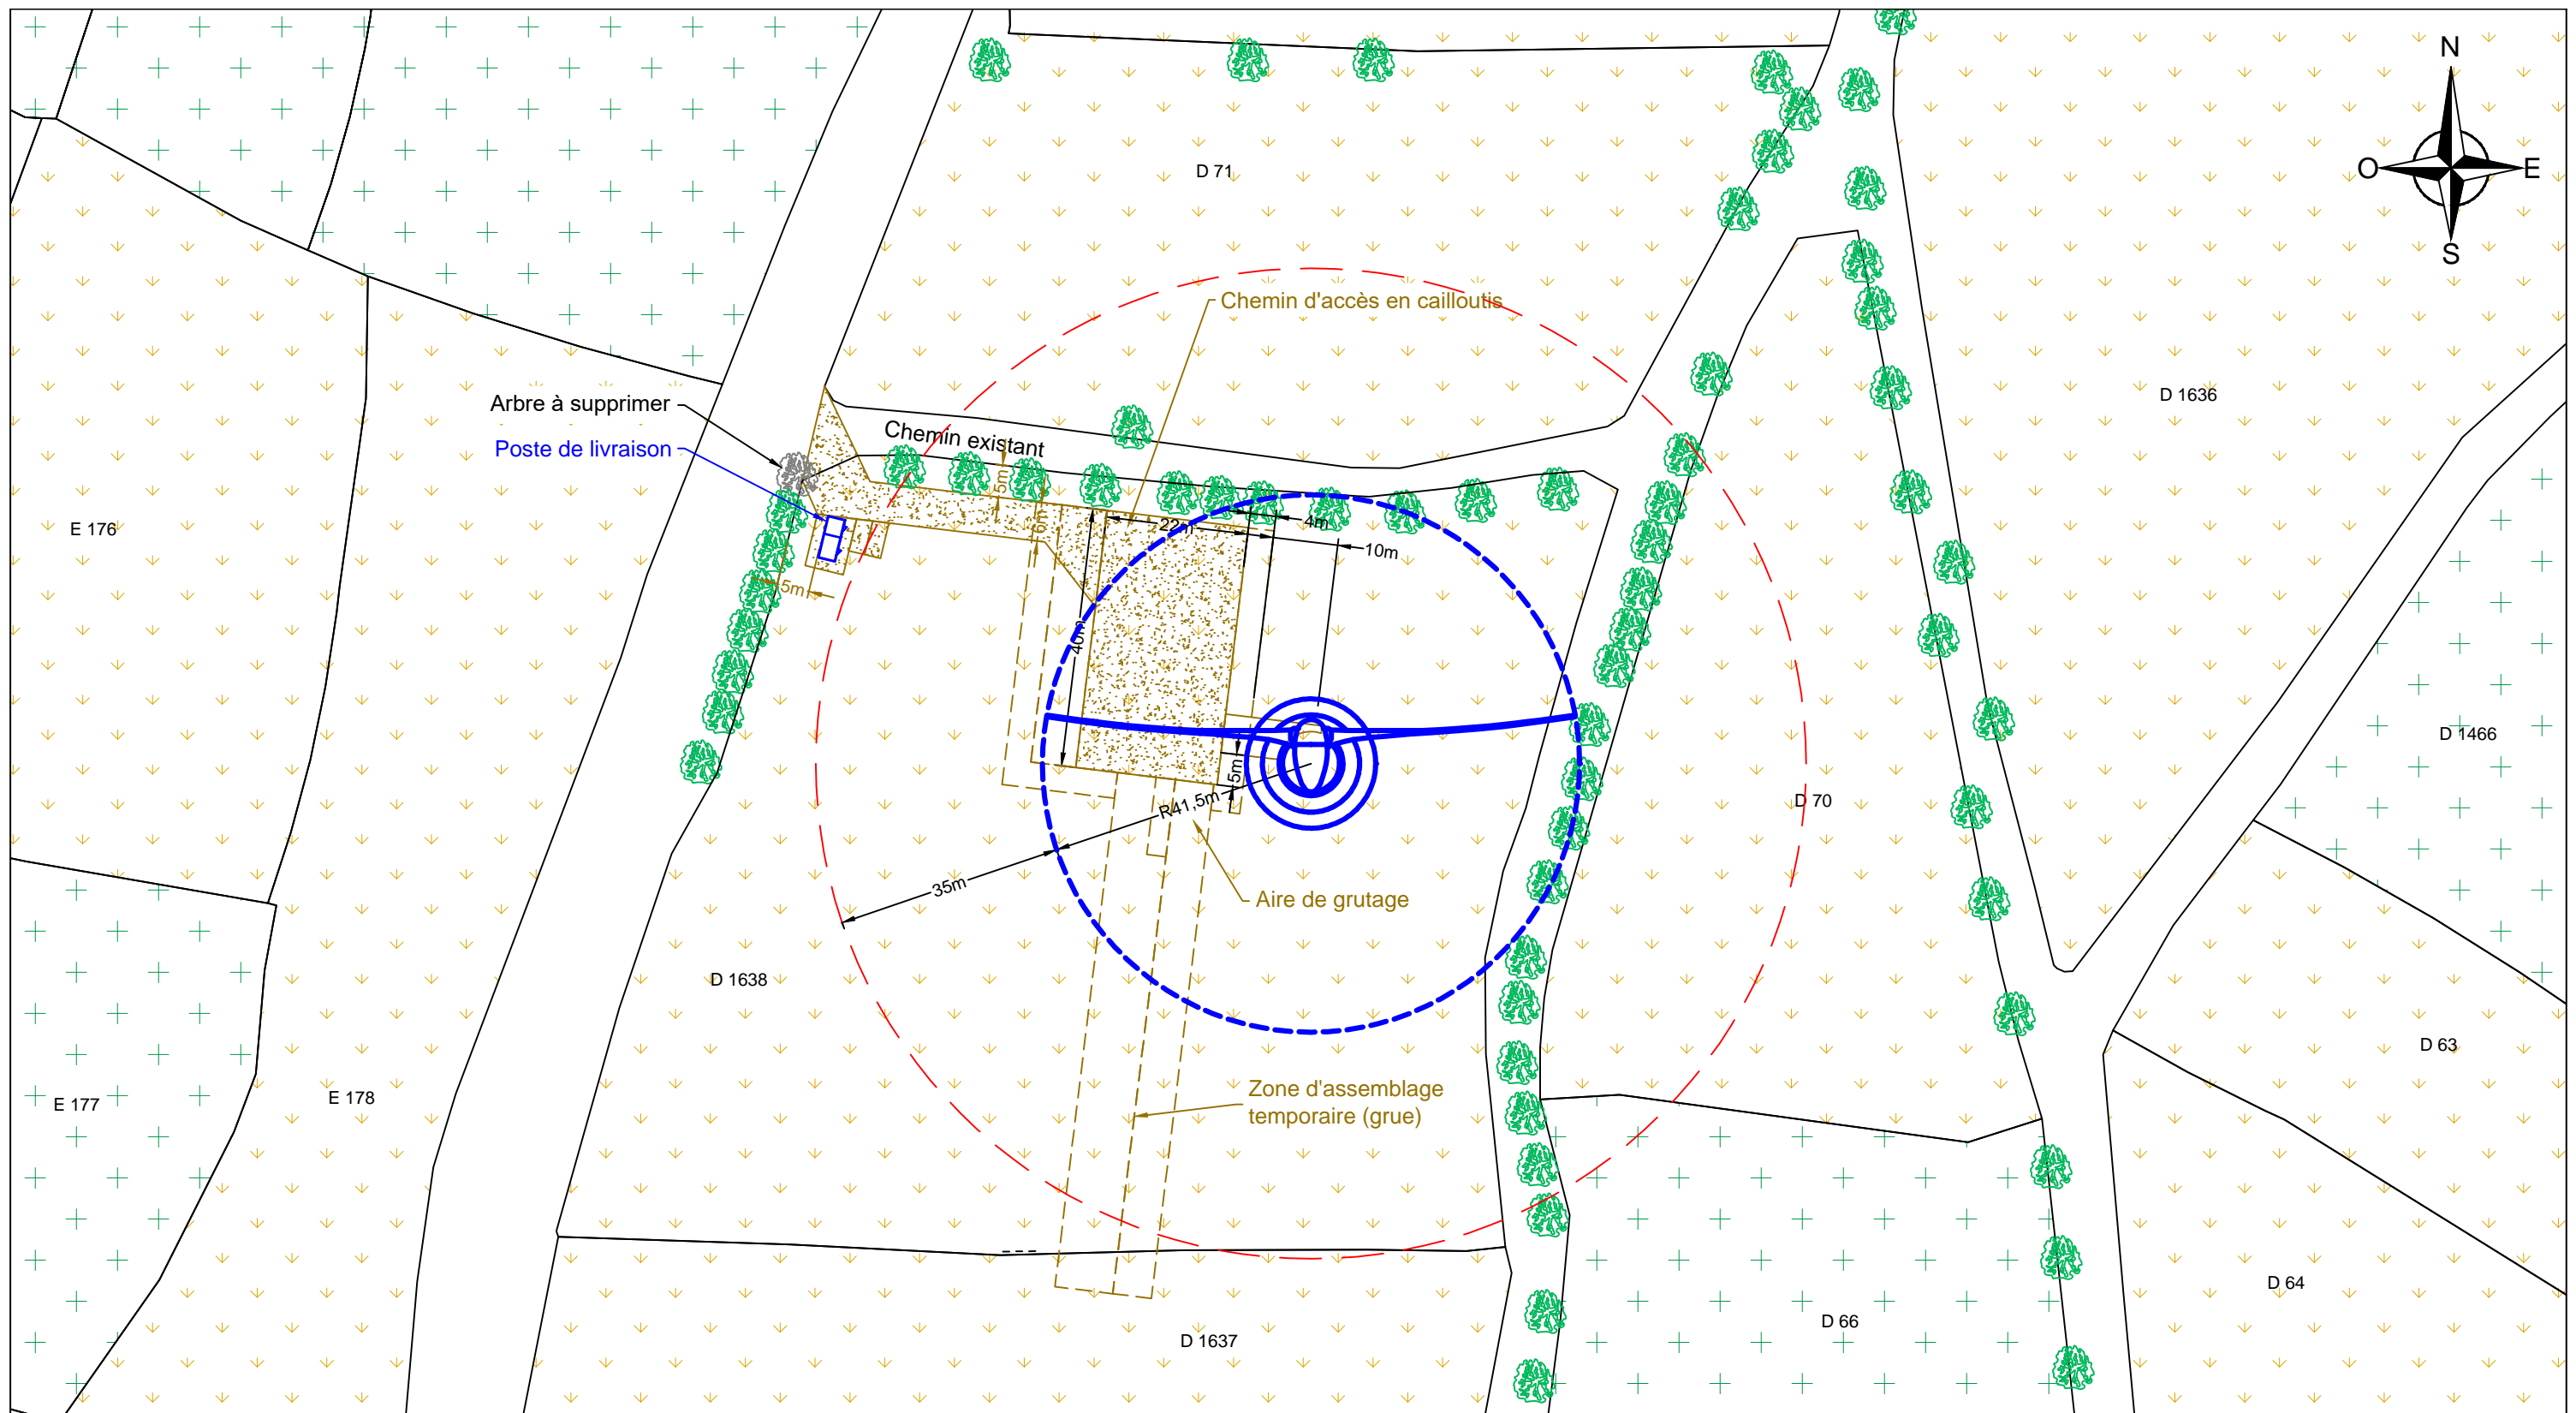 N
O
E
S
D 71
Chemin d'accès en cailloutis
Arbre à supprimer
Poste de livraison
Chemin existant
D 1636
E 176
5m
5m
22m
4m
10m
5m
40m
5m
R41,5m
35m
D 1466
D 70
Aire de grutage
D 1638
D 63
Zone d'assemblage
temporaire (grue)
E 177
E 178
D 64
D 66
D 1637